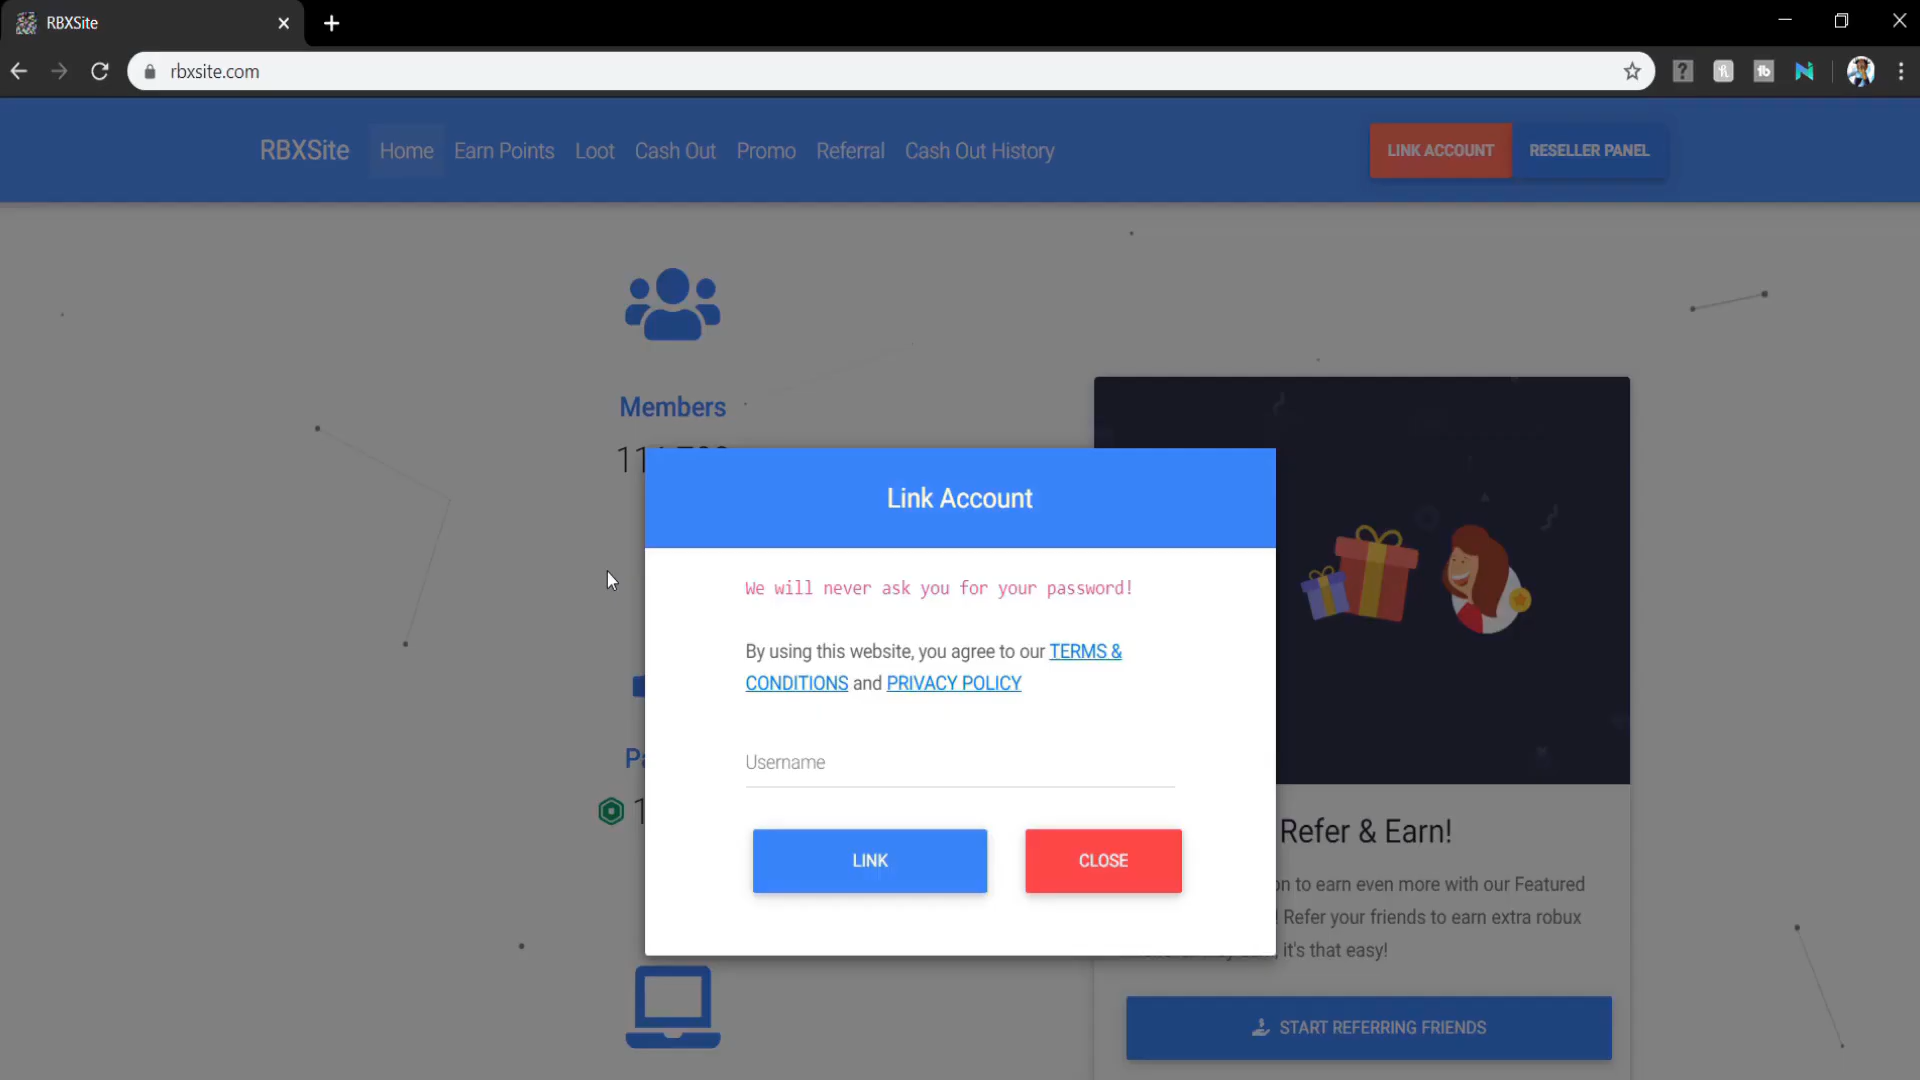 RBXSite
rbxsite.com
RBXSite Home Earn Points Loot Cash Out Promo Referral Cash Out History LINK ACCOUNT RESELLER PANEL
Members
Link Account
We will never ask you for your password!
By using this website, you agree to our TERMS &
CONDITIONS and PRIVACY POLICY
Username
LINK CLOSE
Refer & Earn!
to earn even more with our Featured
Refer your friends to earn extra robux
it's that easy!
START REFERRING FRIENDS